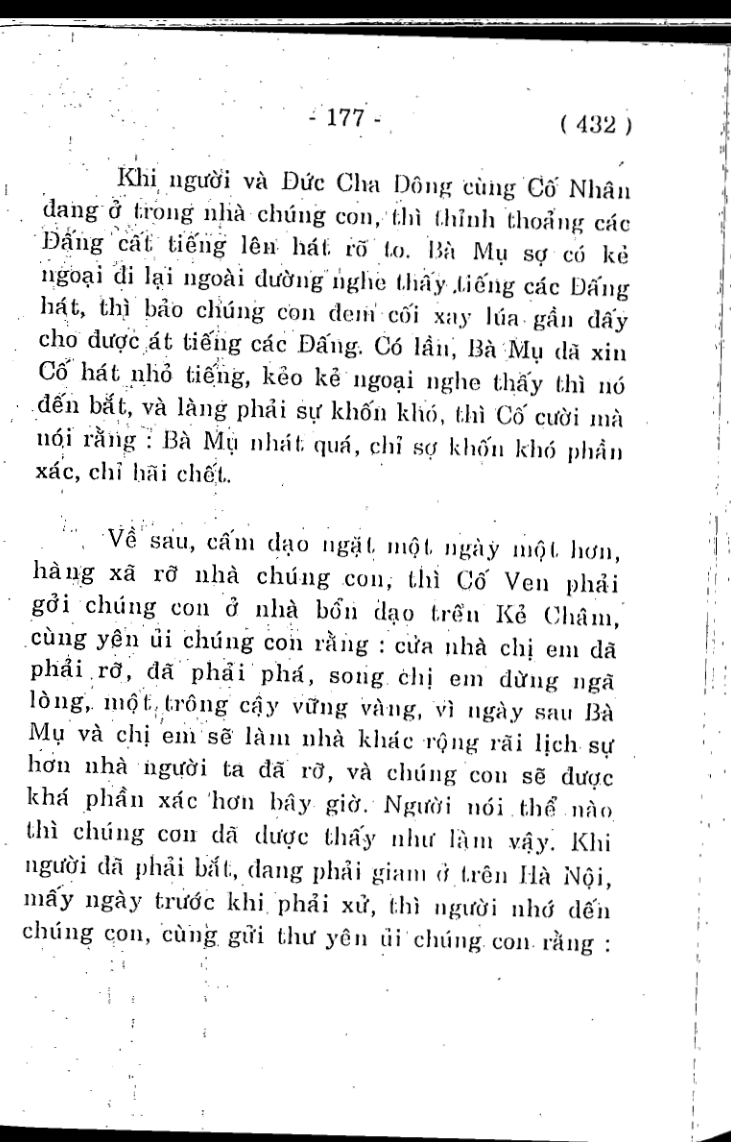 - 177 -
( 432 )
Khi người và Đức Cha Dông cùng Cố Nhân
đang ở trong nhà chúng con, thì thỉnh thoảng các
Đấng cất tiếng lên hát rõ to. Bà Mụ sợ có kẻ
ngoại đi lại ngoài đường nghe thấy tiếng các Đấng
hát, thì bảo chúng con đem cối xay lúa gần đấy
cho được át tiếng các Đấng. Có lần, Bà Mụ đã xin
Cố hát nhỏ tiếng, kẻo kẻ ngoại nghe thấy thì nó
đến bắt, và làng phải sự khốn khó, thì Cố cười mà
nói rằng : Bà Mụ nhát quá, chỉ sợ khốn khó phần
xác, chỉ hãi chết.
Về sau, cấm đạo ngặt một ngày một hơn,
hàng xã rỡ nhà chúng con, thì Cố Ven phải
gởi chúng con ở nhà bổn đạo trên Kẻ Châm,
cùng yên ủi chúng con rằng : cửa nhà chị em đã
phải rỡ, đã phải phá, song chị em đừng ngã
lòng, một trông cậy vững vàng, vì ngày sau Bà
Mụ và chị em sẽ làm nhà khác rộng rãi lịch sự
hơn nhà người ta đã rỡ, và chúng con sẽ được
khá phần xác hơn bây giờ. Người nói thể nào
thì chúng con đã được thấy như làm vậy. Khi
người đã phải bắt, đang phải giam ở trên Hà Nội,
mấy ngày trước khi phải xử, thì người nhớ đến
chúng con, cùng gửi thư yên ủi chúng con rằng :